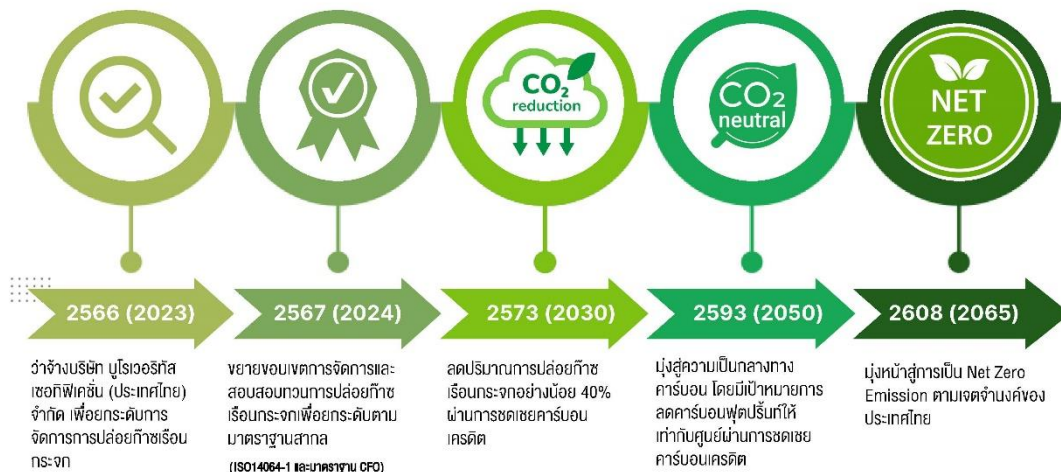 CO2
reduction
CO2
neutral
NET
ZERO
2566 (2023)
2567 (2024)
2573 (2030)
2593 (2050)
2608 (2065)
ว่าจ้างบริษัท บูโรเวอริทัส
เซอทิฟิเคชั่น (ประเทศไทย)
จำกัด เพื่อยกระดับการ
จัดการการปล่อยก๊าซเรือน
กระจก
ขยายขอบเขตการจัดการและ
สอบสอบทวนการปล่อยก๊าซ
เรือนกระจกเพื่อยกระดับตาม
มาตราฐานสากล
(ISO14064-1 และมาตราฐาน CFO)
ลดปริมาณการปล่อยก๊าซ
เรือนกระจกอย่างน้อย 40%
ผ่านการชดเชยคาร์บอน
เครดิต
มุ่งสู่ความเป็นกลางทาง
คาร์บอน โดยมีเป้าหมายการ
ลดคาร์บอนฟุตปริ้นท์ให้
เท่ากับศูนย์ผ่านการชดเชย
คาร์บอนเครดิต
มุ่งหน้าสู่การเป็น Net Zero
Emission ตามเจตจำนงค์ของ
ประเทศไทย